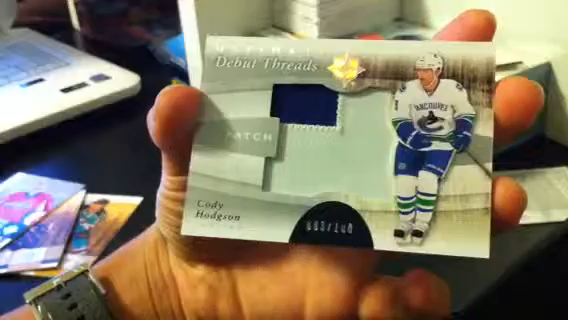 ULTIMATE
Debut Threads
VANCOUVER
PATCH
Cody
Hodgson